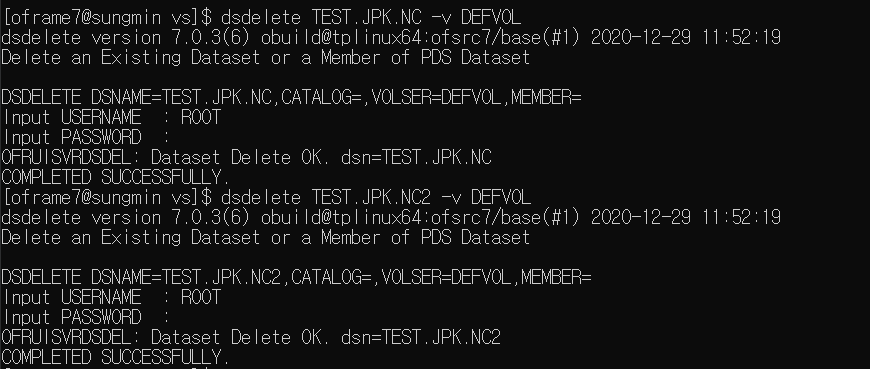 [oframe7@sungmin vs]$ dsdelete TEST.JPK.NC -v DEFVOL
dsdelete version 7.0.3(6) obuild@tplinux64:ofsrc7/base(#1) 2020-12-29 11:52:19
Delete an Existing Dataset or a Member of PDS Dataset

DSDELETE DSNAME=TEST.JPK.NC,CATALOG=,VOLSER=DEFVOL,MEMBER=
Input USERNAME  : ROOT
Input PASSWORD  :
OFRUISVRDSDEL: Dataset Delete OK. dsn=TEST.JPK.NC
COMPLETED SUCCESSFULLY.
[oframe7@sungmin vs]$ dsdelete TEST.JPK.NC2 -v DEFVOL
dsdelete version 7.0.3(6) obuild@tplinux64:ofsrc7/base(#1) 2020-12-29 11:52:19
Delete an Existing Dataset or a Member of PDS Dataset

DSDELETE DSNAME=TEST.JPK.NC2,CATALOG=,VOLSER=DEFVOL,MEMBER=
Input USERNAME  : ROOT
Input PASSWORD  :
OFRUISVRDSDEL: Dataset Delete OK. dsn=TEST.JPK.NC2
COMPLETED SUCCESSFULLY.